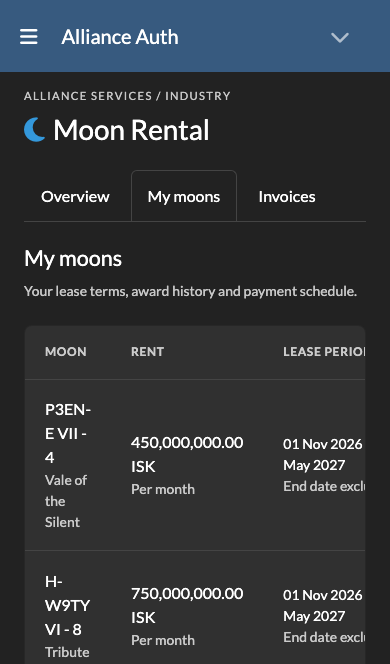 Alliance Auth
ALLIANCE SERVICES / INDUSTRY
Moon Rental
Overview
My moons
Invoices
My moons
Your lease terms, award history and payment schedule.
MOON
RENT
LEASE
P3EN-
E VII -
4
Vale of
the
Silent
450,000,000.00
ISK
Per month
01 Nov 2026
May 2027
End date
H-
W9TY
VI - 8
Tribute
750,000,000.00
ISK
Per month
01 Nov 2026
May 2027
End date